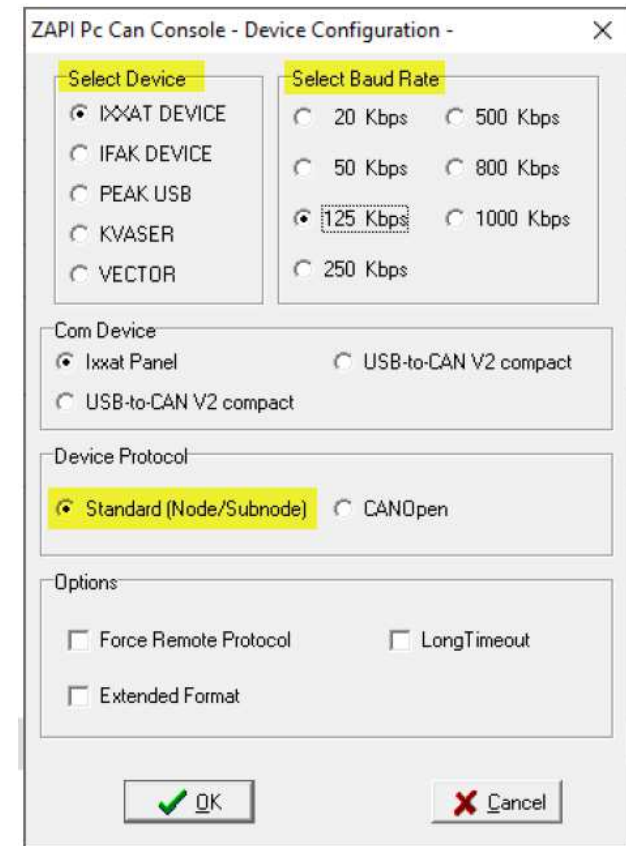 ZAPI Pc Can Console - Device Configuration -
Select Device
IXXAT DEVICE
IFAK DEVICE
PEAK USB
KVASER
VECTOR
Select Baud Rate
20 Kbps
500 Kbps
50 Kbps
800 Kbps
125 Kbps
1000 Kbps
250 Kbps
Com Device
Ixxat Panel
USB-to-CAN V2 compact
USB-to-CAN V2 compact
Device Protocol
Standard (Node/Subnode)
CANOpen
Options
Force Remote Protocol
LongTimeout
Extended Format
OK
Cancel